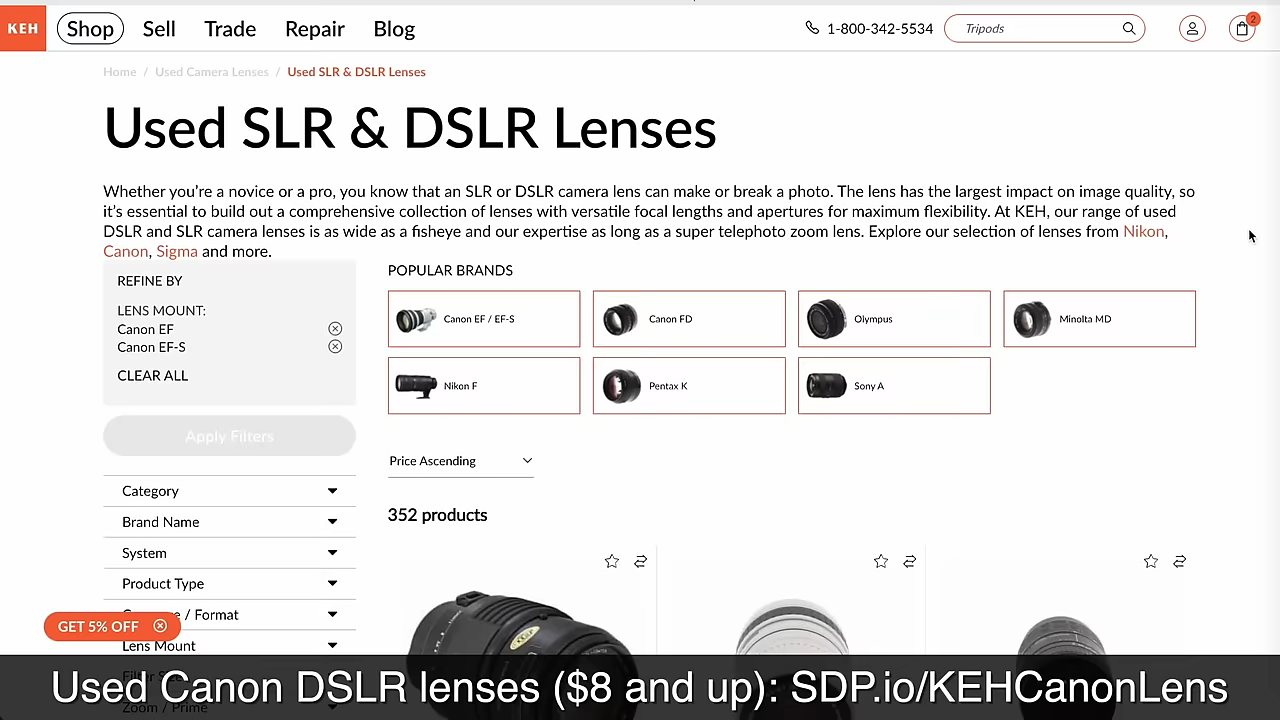 KEH Shop Sell Trade Repair Blog 1-800-342-5534 Tripods 2
Home / Used Camera Lenses / Used SLR & DSLR Lenses
Used SLR & DSLR Lenses
Whether you're a novice or a pro, you know that an SLR or DSLR camera lens can make or break a photo. The lens has the largest impact on image quality, so
it's essential to build out a comprehensive collection of lenses with versatile focal lengths and apertures for maximum flexibility. At KEH, our range of used
DSLR and SLR camera lenses is as wide as a fisheye and our expertise as long as a super telephoto zoom lens. Explore our selection of lenses from Nikon,
Canon, Sigma and more.
REFINE BY
LENS MOUNT:
Canon EF
Canon EF-S
CLEAR ALL
Apply Filters
Category
Brand Name
System
Product Type
/ Format
GET 5% OFF
Lens Mount
Zoom / Prime
POPULAR BRANDS
Canon EF / EF-S
Canon FD
Olympus
Minolta MD
Nikon F
Pentax K
Sony A
Price Ascending
352 products
Used Canon DSLR lenses ($8 and up): SDP.io/KEHCanonLens